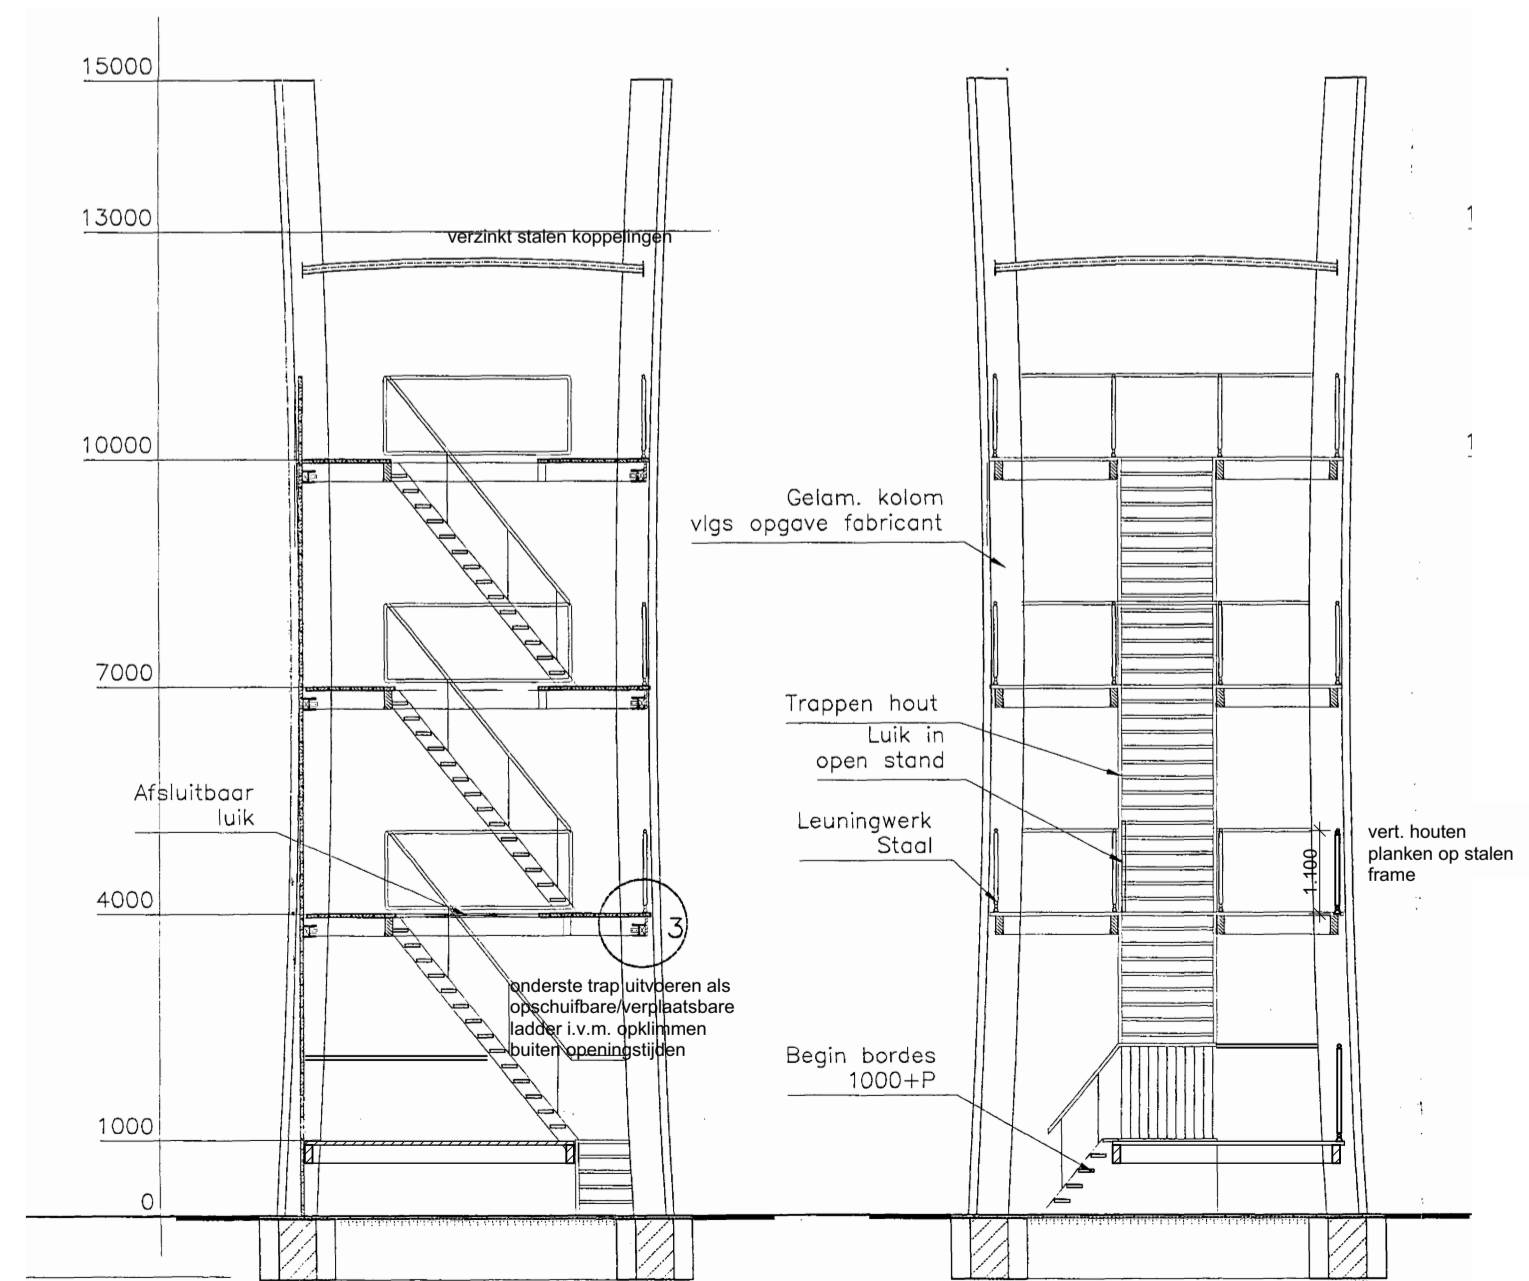 15000
13000
verzinkt stalen koppelingen
10000
7000
Afsluitbaar
luik
4000
3
onderste trap uitvoeren als
opschuifbare/verplaatsbare
ladder i.v.m. opklimmen
buiten openingstijden
1000
0
Gelam. kolom
vlgs opgave fabricant
Trappen hout
Luik in
open stand
Leuningwerk
Staal
1.100
vert. houten
planken op stalen
frame
Begin bordes
1000+P
1
1